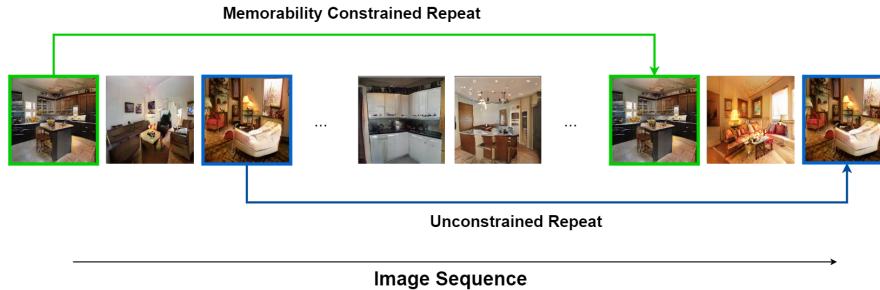 Memorability Constrained Repeat
...
...
Unconstrained Repeat
Image Sequence